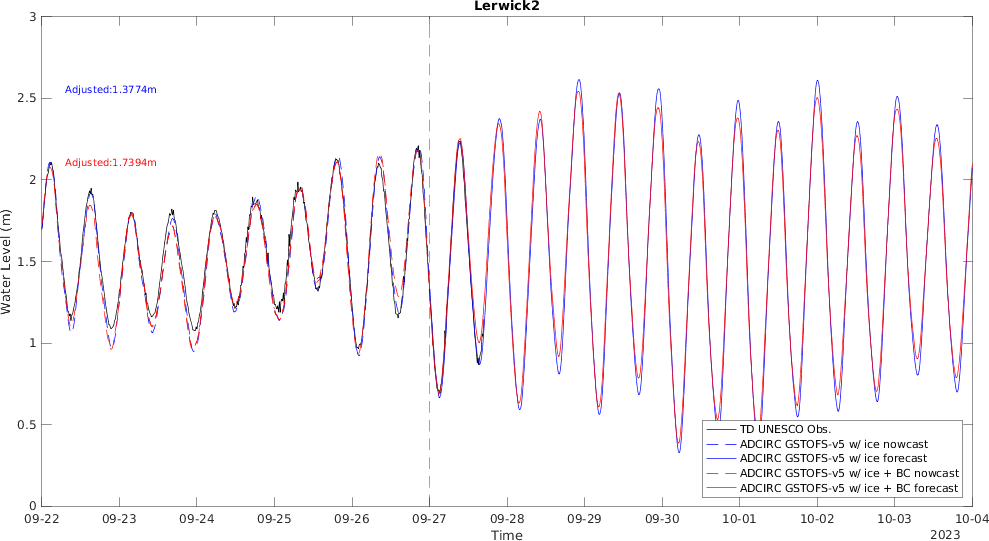 Lerwick2
3
2.5
2
1.5
1
0.5
0
Water Level (m)
Adjusted:1.3774m
Adjusted:1.7394m
TD UNESCO Obs.
ADCIRC GSTOFS-v5 w/ ice nowcast
ADCIRC GSTOFS-v5 w/ ice forecast
ADCIRC GSTOFS-v5 w/ ice + BC nowcast
ADCIRC GSTOFS-v5 w/ ice + BC forecast
09-22 09-23 09-24 09-25 09-26 09-27 09-28 09-29 09-30 10-01 10-02 10-03 10-04
Time
2023